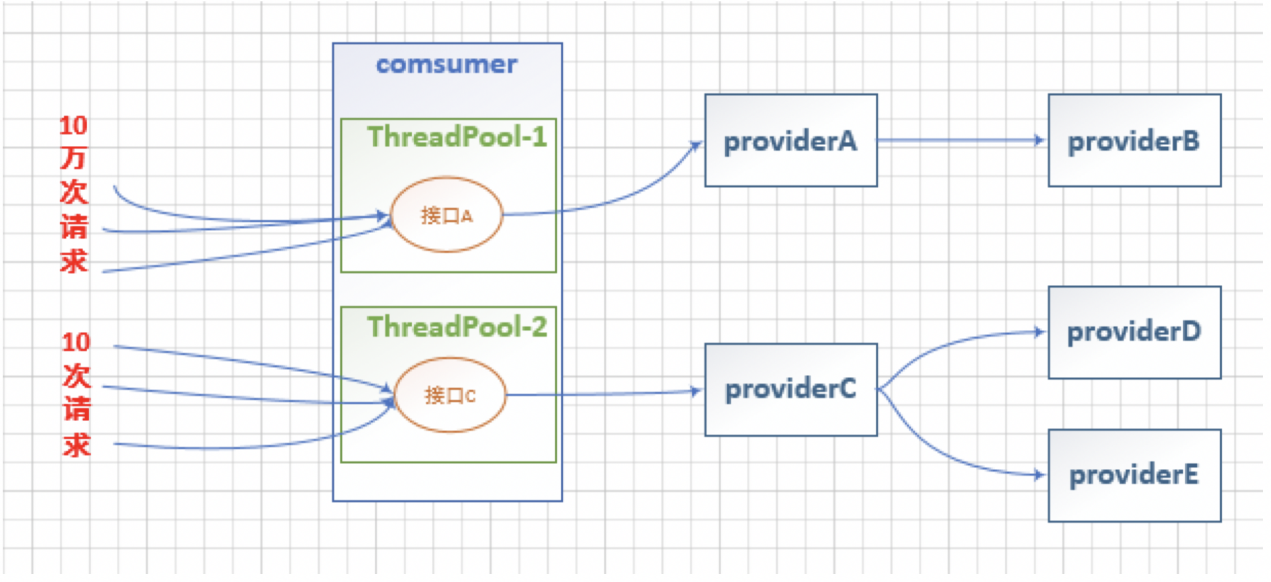 comsumer
10
万
次
请
求
ThreadPool-1
接口A
providerA
providerB
10
次
请
求
ThreadPool-2
接口C
providerC
providerD
providerE